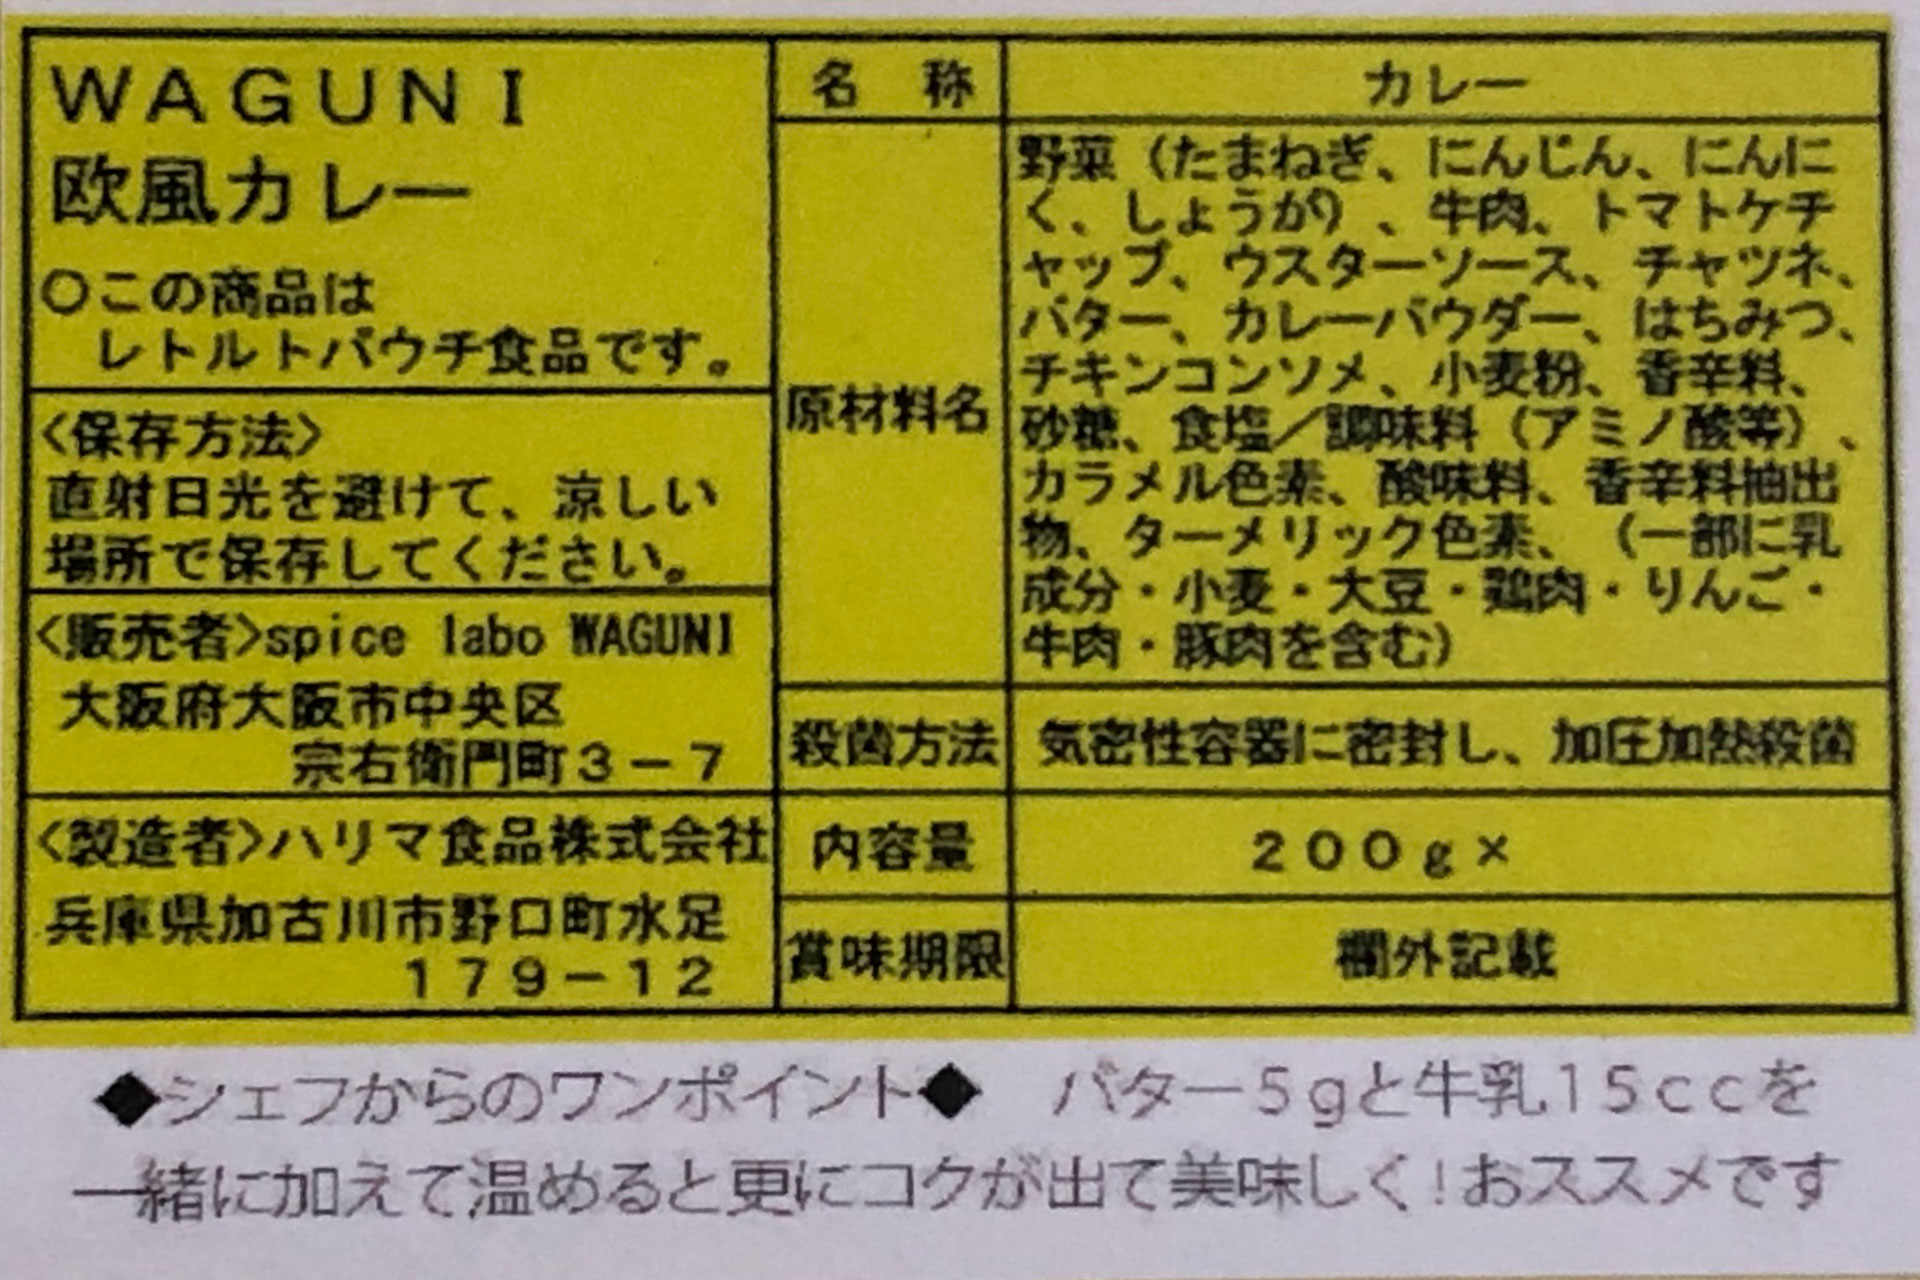 WAGUNI
欧風カレー
○この商品は
レトルトパウチ食品です。
<保存方法>
直射日光を避けて、涼しい
場所で保存してください。
<販売者>spice labo WAGUNI
大阪府大阪市中央区
宗右衛門町3-7
<製造者>ハリマ食品株式会社
兵庫県加古川市野口町水足
179-12
名 称
カレー
原材料名
野菜(たまねぎ、にんじん、にんに
く、しょうが)、牛肉、トマトケチ
ャップ、ウスターソース、チャツネ、
バター、カレーパウダー、はちみつ、
チキンコンソメ、小麦粉、香辛料、
砂糖、食塩/調味料(アミノ酸等)、
カラメル色素、酸味料、香辛料抽出
物、ターメリック色素、(一部に乳
成分・小麦・大豆・鶏肉・りんご・
牛肉・豚肉を含む)
殺菌方法
気密性容器に密封し、加圧加熱殺菌
内容量
200g×
賞味期限
欄外記載
◆シェフからのワンポイント◆ バター5gと牛乳15ccを
一緒に加えて温めると更にコクが出て美味しく!おススメです